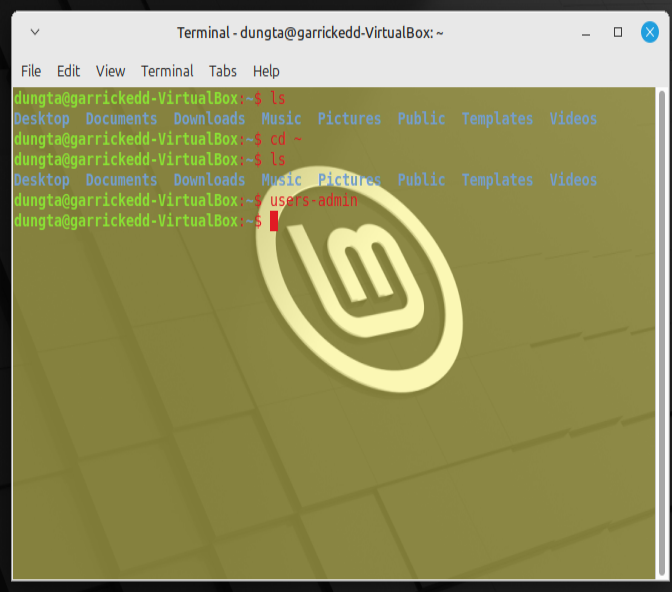 Terminal - dungta@garrickedd-VirtualBox: ~
File Edit View Terminal Tabs Help
dungta@garrickedd-VirtualBox:~$ ls
Desktop Documents Downloads Music Pictures Public Templates Videos
dungta@garrickedd-VirtualBox:~$ cd ~
dungta@garrickedd-VirtualBox:~$ ls
Desktop Documents Downloads Music Pictures Public Templates Videos
dungta@garrickedd-VirtualBox:~$ users-admin
dungta@garrickedd-VirtualBox:~$